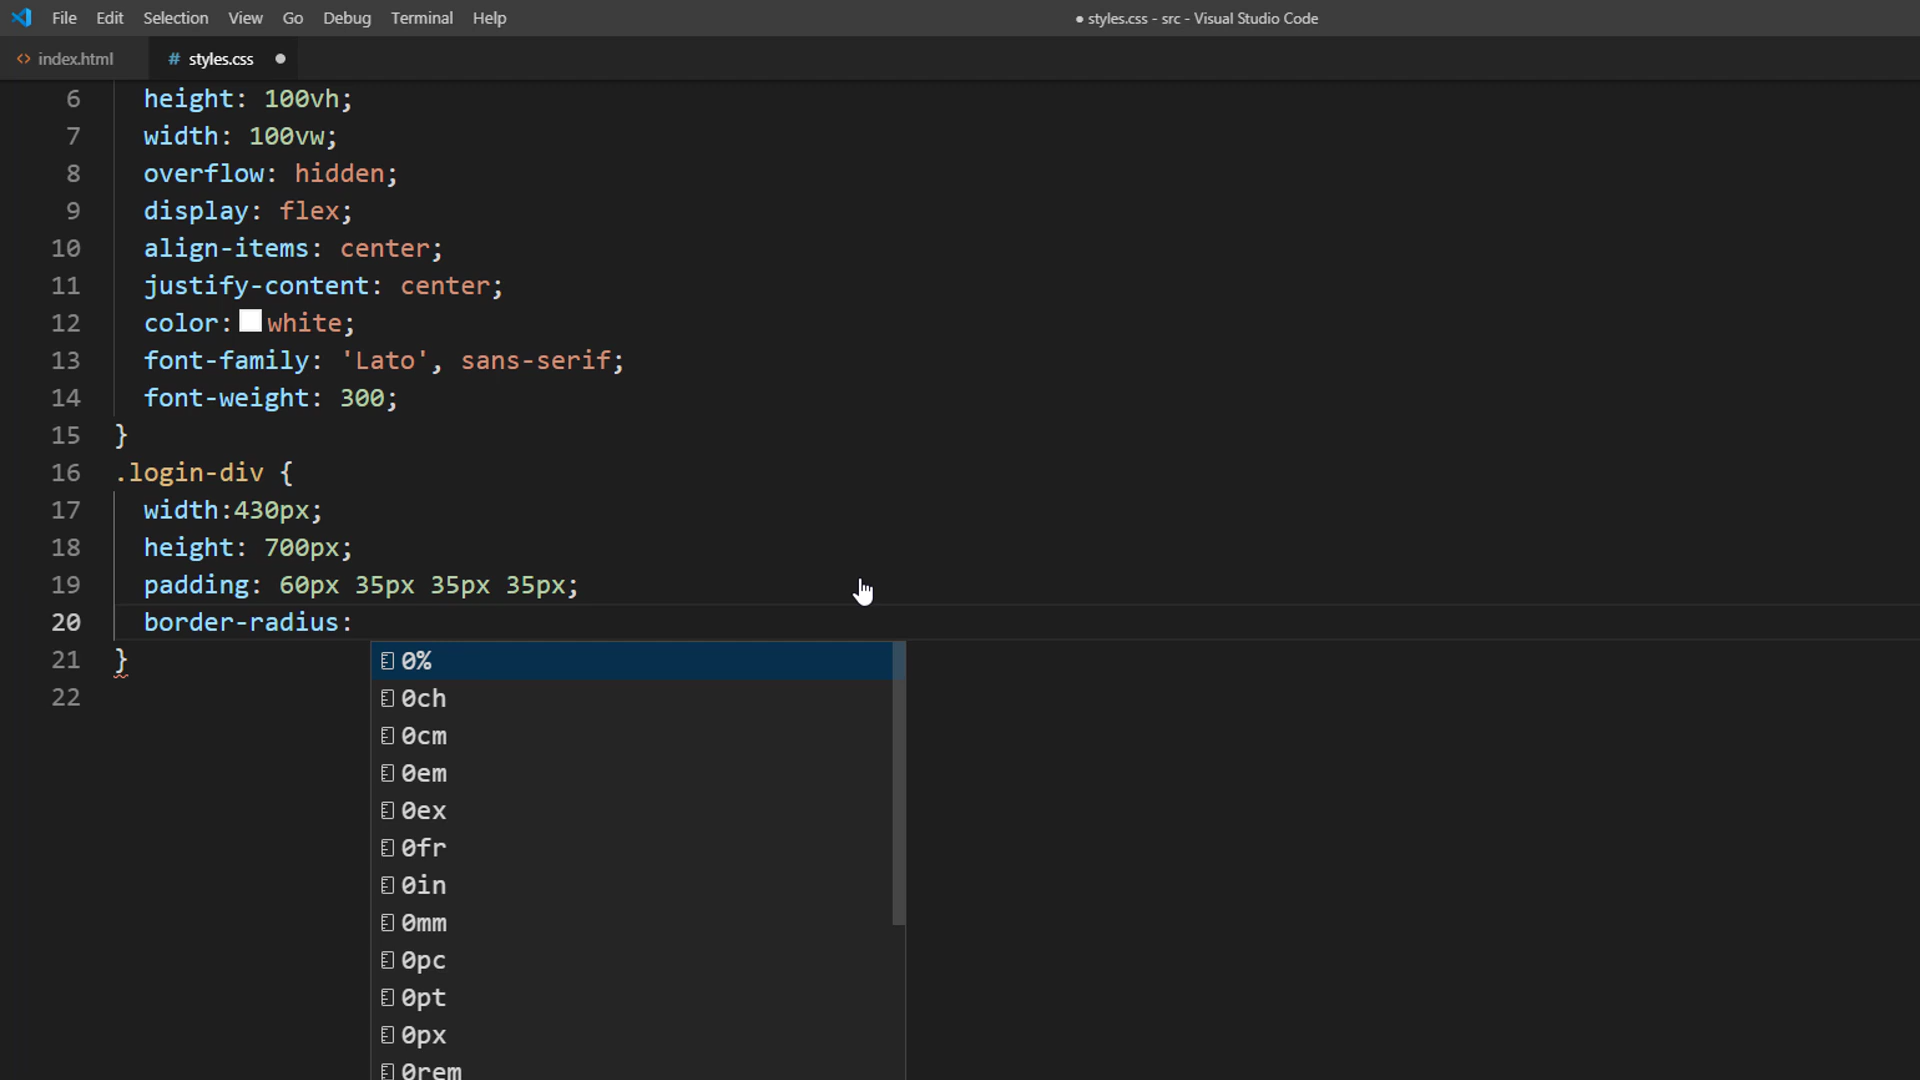 File Edit Selection View Go Debug Terminal Help
● styles.css - src - Visual Studio Code
<> index.html
# styles.css ●
6 height: 100vh;
7 width: 100vw;
8 overflow: hidden;
9 display: flex;
10 align-items: center;
11 justify-content: center;
12 color: white;
13 font-family: 'Lato', sans-serif;
14 font-weight: 300;
15 }
16 .login-div {
17 width:430px;
18 height: 700px;
19 padding: 60px 35px 35px 35px;
20 border-radius:
21 }
22
0%
0ch
0cm
0em
0ex
0fr
0in
0mm
0pc
0pt
0px
0rem